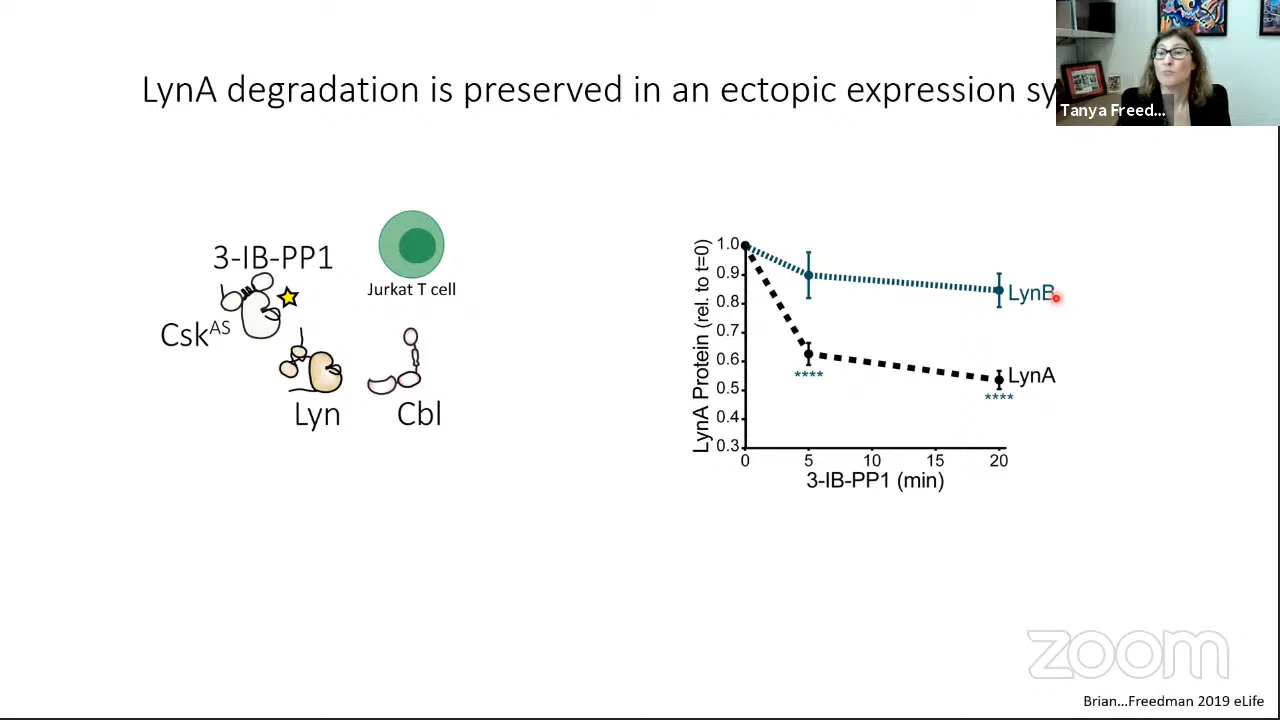 LynA degradation is preserved in an ectopic expression sy
Tanya Freed...
3-IB-PP1
Csk^AS
Lyn
Cbl
Jurkat T cell
LynA Protein (rel. to t=0)
1.0
0.9
0.8
0.7
0.6
0.5
0.4
0.3
LynB
LynA
****
****
0 5 10 15 20
3-IB-PP1 (min)
zoom
Brian...Freedman 2019 eLife